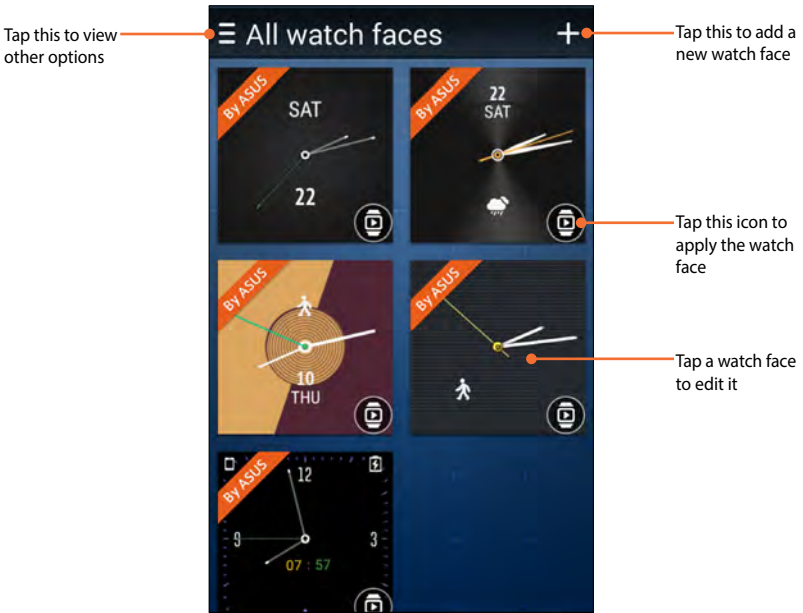 Tap this to view
other options
All watch faces
Tap this to add a
new watch face
By ASUS
SAT
22
By ASUS
22
SAT
Tap this icon to
apply the watch
face
By ASUS
10
THU
By ASUS
Tap a watch face
to edit it
By ASUS
12
9
3
07 : 57